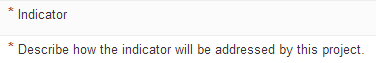 * Indicator
* Describe how the indicator will be addressed by this project.